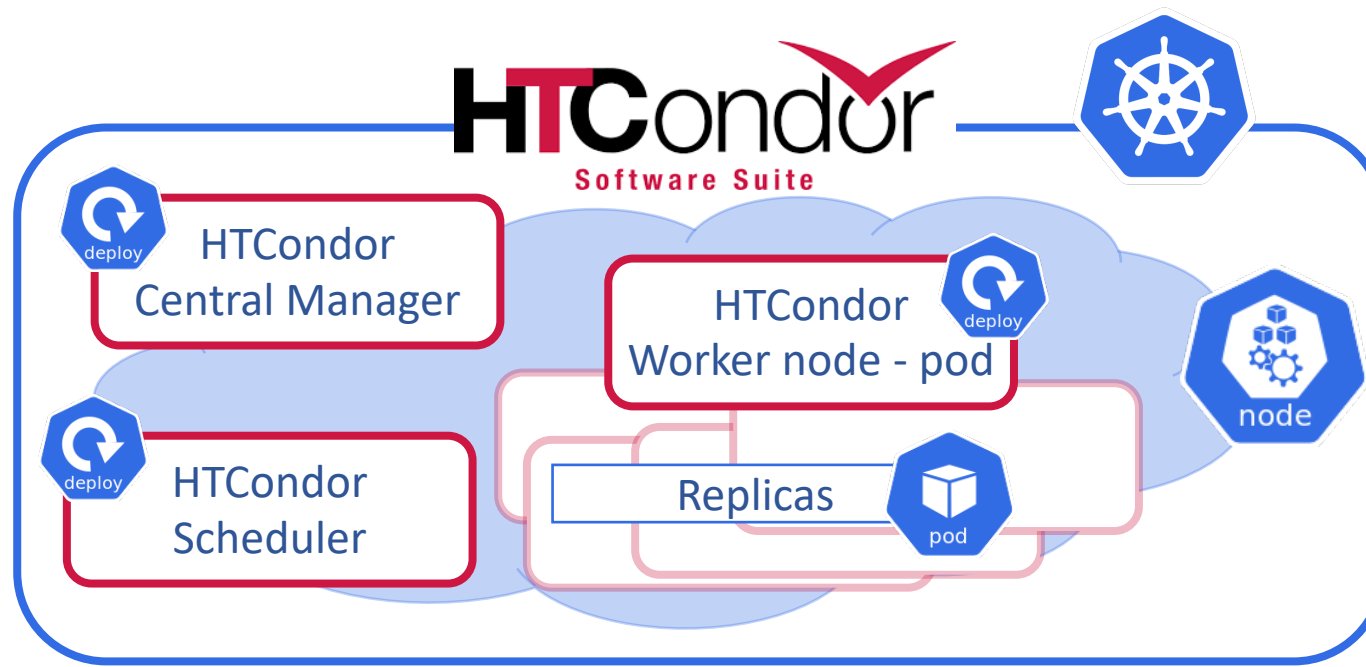 HTCondor
Software Suite
deploy
HTCondor
Central Manager
deploy
HTCondor
Worker node - pod
node
deploy
HTCondor
Scheduler
Replicas
pod